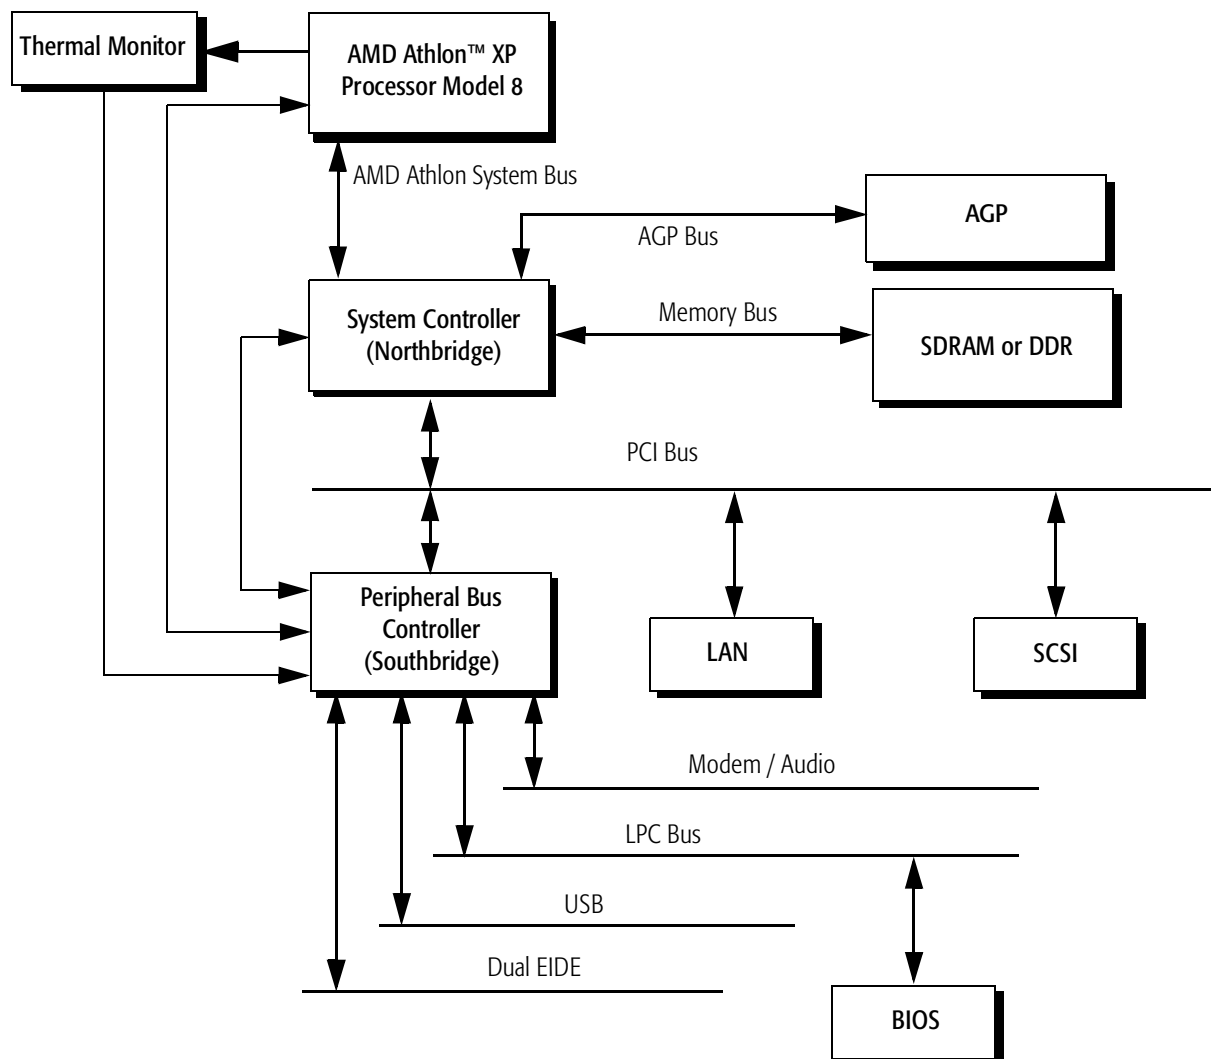 Thermal Monitor
AMD Athlon™ XP
Processor Model 8
AMD Athlon System Bus
AGP
AGP Bus
System Controller
(Northbridge)
Memory Bus
SDRAM or DDR
PCI Bus
Peripheral Bus
Controller
(Southbridge)
LAN
SCSI
Modem / Audio
LPC Bus
USB
Dual EIDE
BIOS